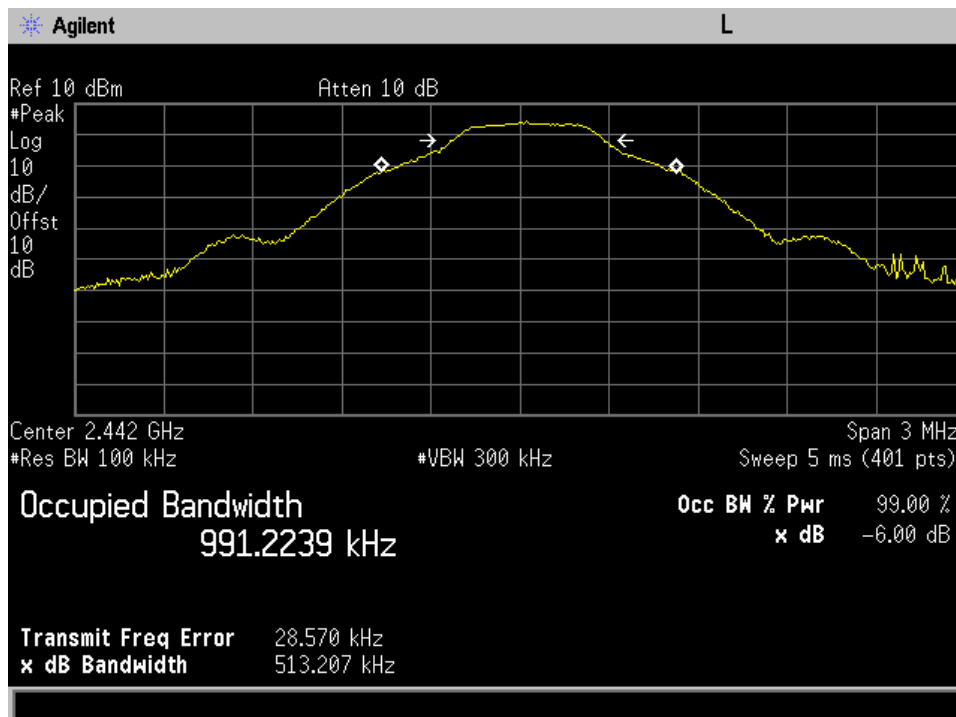 Agilent L
Ref 10 dBm Atten 10 dB
#Peak
Log
10
dB/
Offst
10
dB
Center 2.442 GHz Span 3 MHz
#Res BW 100 kHz #VBW 300 kHz Sweep 5 ms (401 pts)
Occupied Bandwidth Occ BW % Pwr 99.00 %
991.2239 kHz x dB -6.00 dB
Transmit Freq Error 28.570 kHz
x dB Bandwidth 513.207 kHz